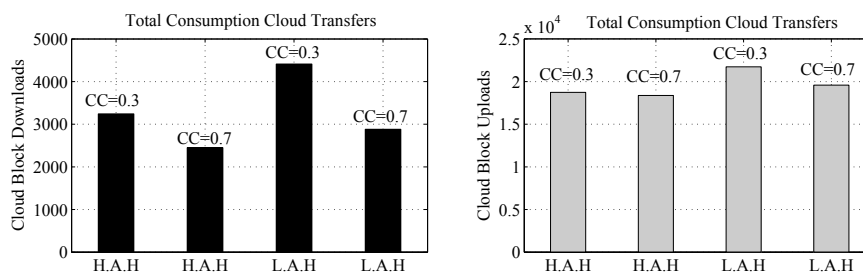 Total Consumption Cloud Transfers
Cloud Block Downloads
5000
4000
3000
2000
1000
0
CC=0.3
CC=0.7
CC=0.3
CC=0.7
H.A.H
H.A.H
L.A.H
L.A.H
Total Consumption Cloud Transfers
x 10^4
Cloud Block Uploads
2.5
2
1.5
1
0.5
0
CC=0.3
CC=0.7
CC=0.3
CC=0.7
H.A.H
H.A.H
L.A.H
L.A.H